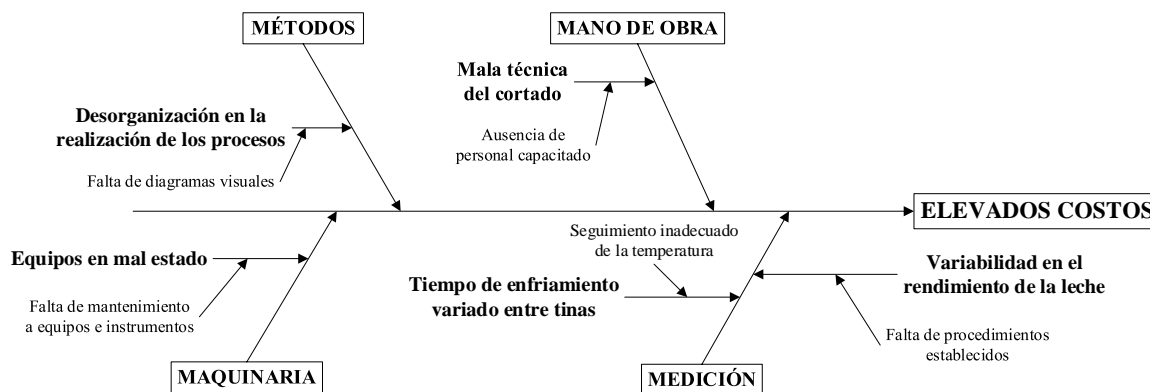 MÉTODOS
MANO DE OBRA
Mala técnica
del cortado
Desorganización en la
realización de los procesos
Ausencia de
personal capacitado
Falta de diagramas visuales
ELEVADOS COSTOS
Seguimiento inadecuado
de la temperatura
Equipos en mal estado
Variabilidad en el
rendimiento de la leche
Tiempo de enfriamiento
variado entre tinas
Falta de mantenimiento
a equipos e instrumentos
Falta de procedimientos
establecidos
MAQUINARIA
MEDICIÓN